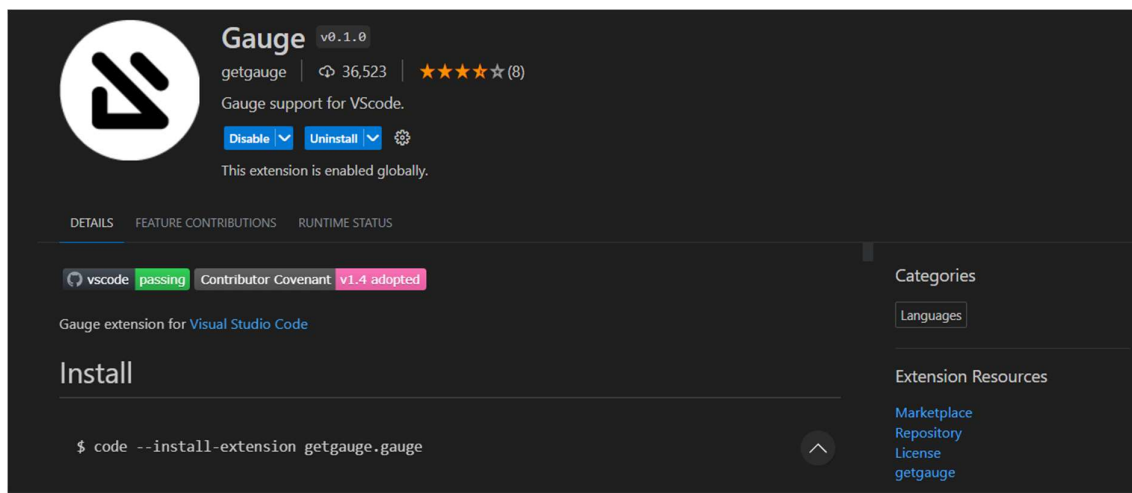 Gauge v0.1.0
getgauge 36,523 (8)
Gauge support for VScode.
Disable Uninstall
This extension is enabled globally.
DETAILS FEATURE CONTRIBUTIONS RUNTIME STATUS
vscode passing Contributor Covenant v1.4 adopted
Gauge extension for Visual Studio Code
Install
$ code --install-extension getgauge.gauge
Categories
Languages
Extension Resources
Marketplace
Repository
License
getgauge